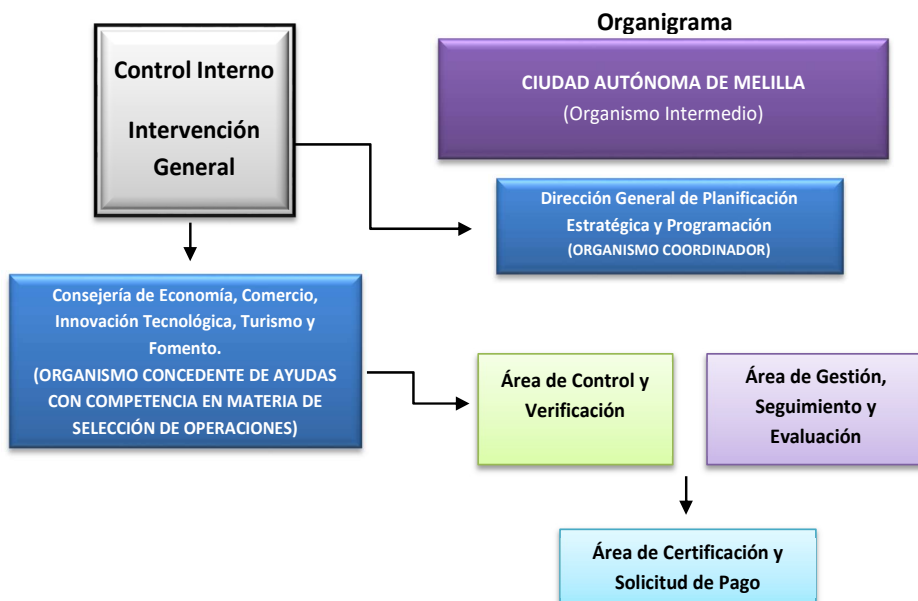 Organigrama
Control Interno
Intervención
General
CIUDAD AUTÓNOMA DE MELILLA
(Organismo Intermedio)
Dirección General de Planificación
Estratégica y Programación
(ORGANISMO COORDINADOR)
Consejería de Economía, Comercio,
Innovación Tecnológica, Turismo y
Fomento.
(ORGANISMO CONCEDENTE DE AYUDAS
CON COMPETENCIA EN MATERIA DE
SELECCIÓN DE OPERACIONES)
Área de Control y
Verificación
Área de Gestión,
Seguimiento y
Evaluación
Área de Certificación y
Solicitud de Pago